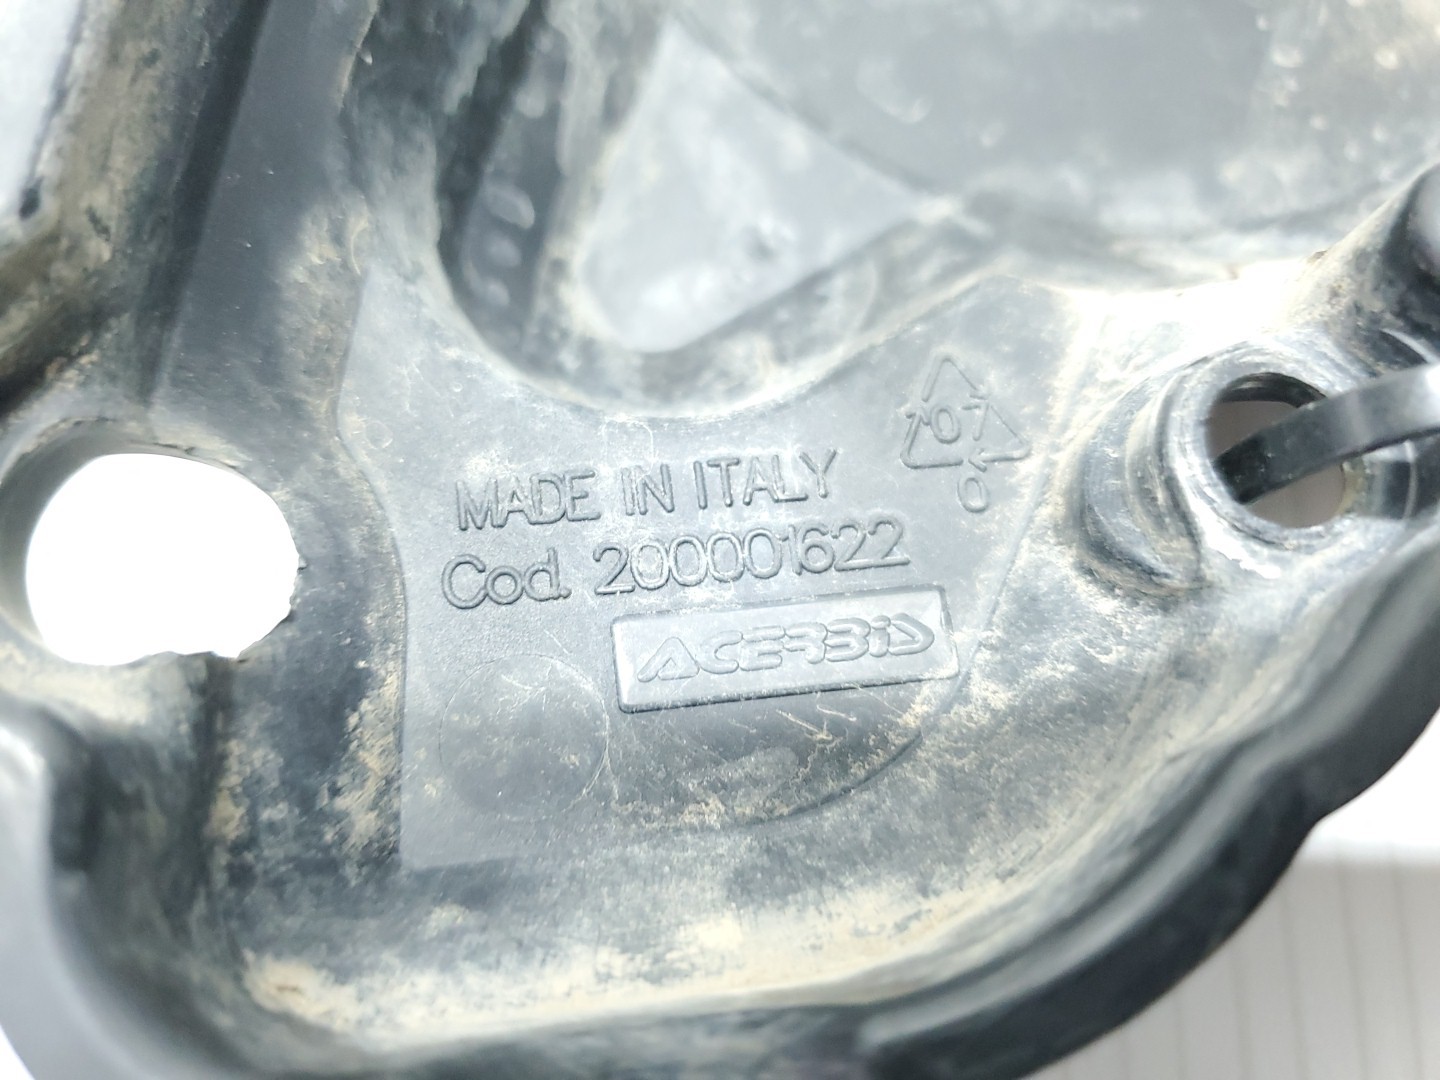 07
O
MADE IN ITALY
Cod. 200001622
ACERBIS